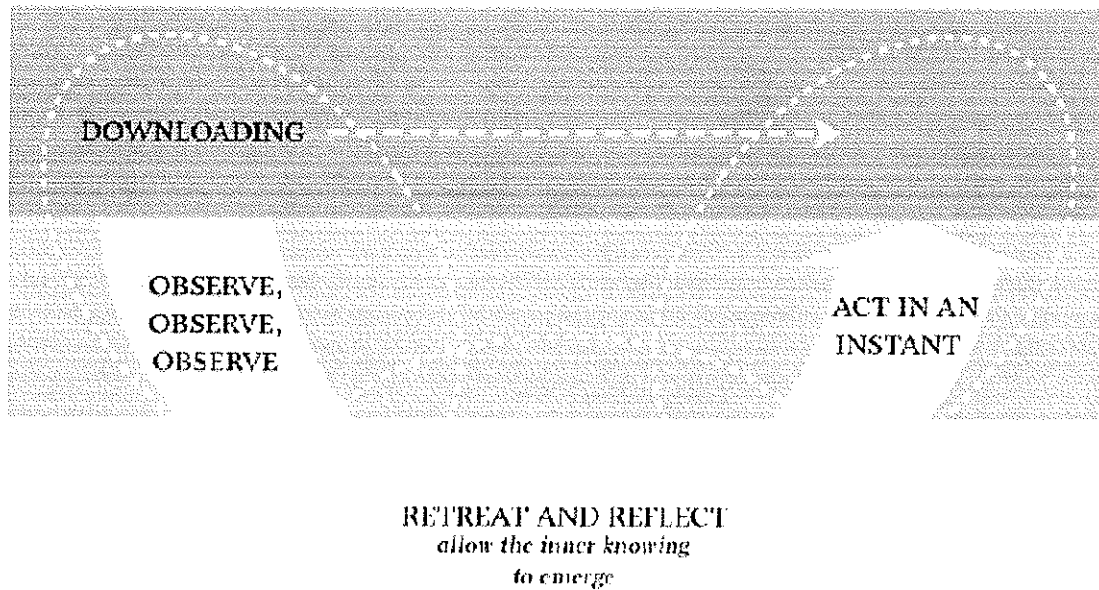 DOWNLOADING
OBSERVE,
OBSERVE,
OBSERVE
ACT IN AN
INSTANT
RETREAT AND REFLECT
allow the inner knowing
to emerge